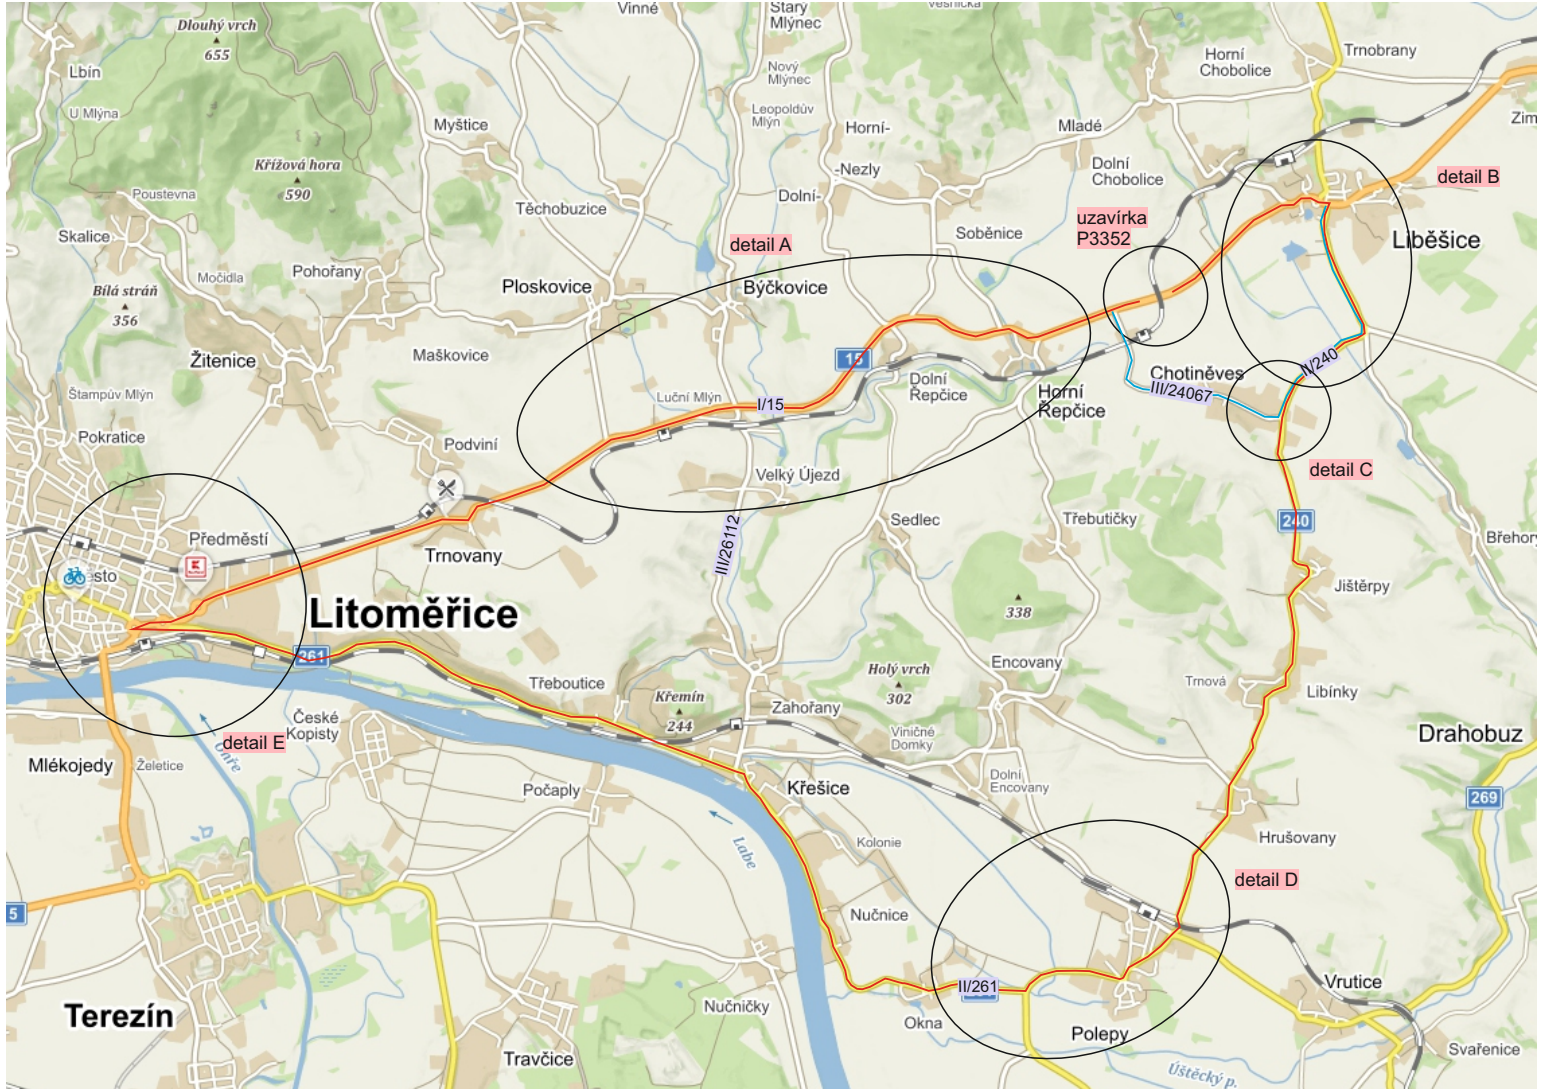 Vinné
Starý
Mlýnec
Dlouhý vrch
655
Horní
Chobolice
Trnobrany
Lbín
Nový
Mlýnec
U Mlýna
Leopoldův
Mlýn
Zim
Myštice
Horní-
Mladé
Křížová hora
590
-Nezly
Dolní
Chobolice
detail B
Poustevna
Dolní-
Těchobuzice
uzavírka
P3352
Skalice
detail A
Soběnice
Liběšice
Močidla
Pohořany
Ploskovice
Býčkovice
Bílá stráň
356
Žitenice
Maškovice
15
II/240
Chotiněves
Dolní
Řepčice
III/24067
Štampův Mlýn
Luční Mlýn
I/15
Horní
Řepčice
Pokratice
Podviní
detail C
Velký Újezd
Sedlec
Třebutičky
240
Předměstí
III/26112
Břehory
Trnovany
město
Jištěrpy
Litoměřice
338
261
Encovany
Holý vrch
302
Třeboutice
Křemín
244
Trnová
Libínky
Zahořany
České
Kopisty
Viničné
Domky
Drahobuz
detail E
Ohře
Mlékojedy
Želetice
Dolní
Encovany
Počaply
Křešice
269
Labe
Kolonie
Hrušovany
detail D
5
Nučnice
II/261
Vrutice
Nučničky
Terezín
Okna
Polepy
Svařenice
Travčice
Úštěcký p.